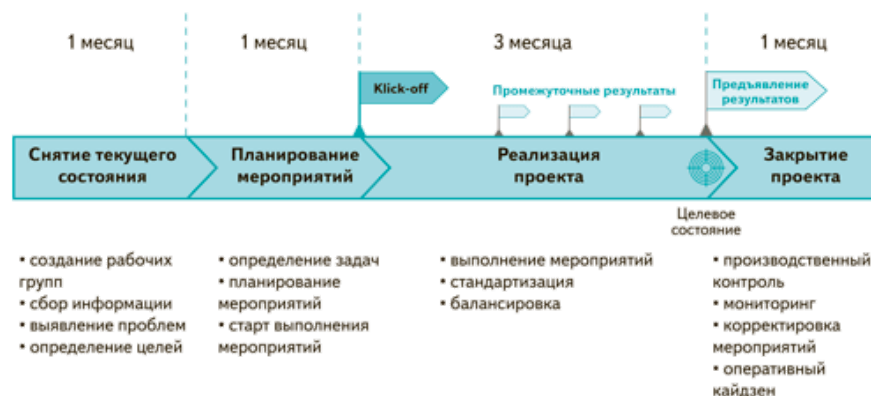 1 месяц
1 месяц
3 месяца
1 месяц
Klick-off
Промежуточные результаты
Предъявление
результатов
Снятие текущего
состояния
Планирование
мероприятий
Реализация
проекта
Закрытие
проекта
Целевое
состояние
• создание рабочих
групп
• сбор информации
• выявление проблем
• определение целей
• определение задач
• планирование
мероприятий
• старт выполнения
мероприятий
• выполнение мероприятий
• стандартизация
• балансировка
• производственный
контроль
• мониторинг
• корректировка
мероприятий
• оперативный
кайдзен